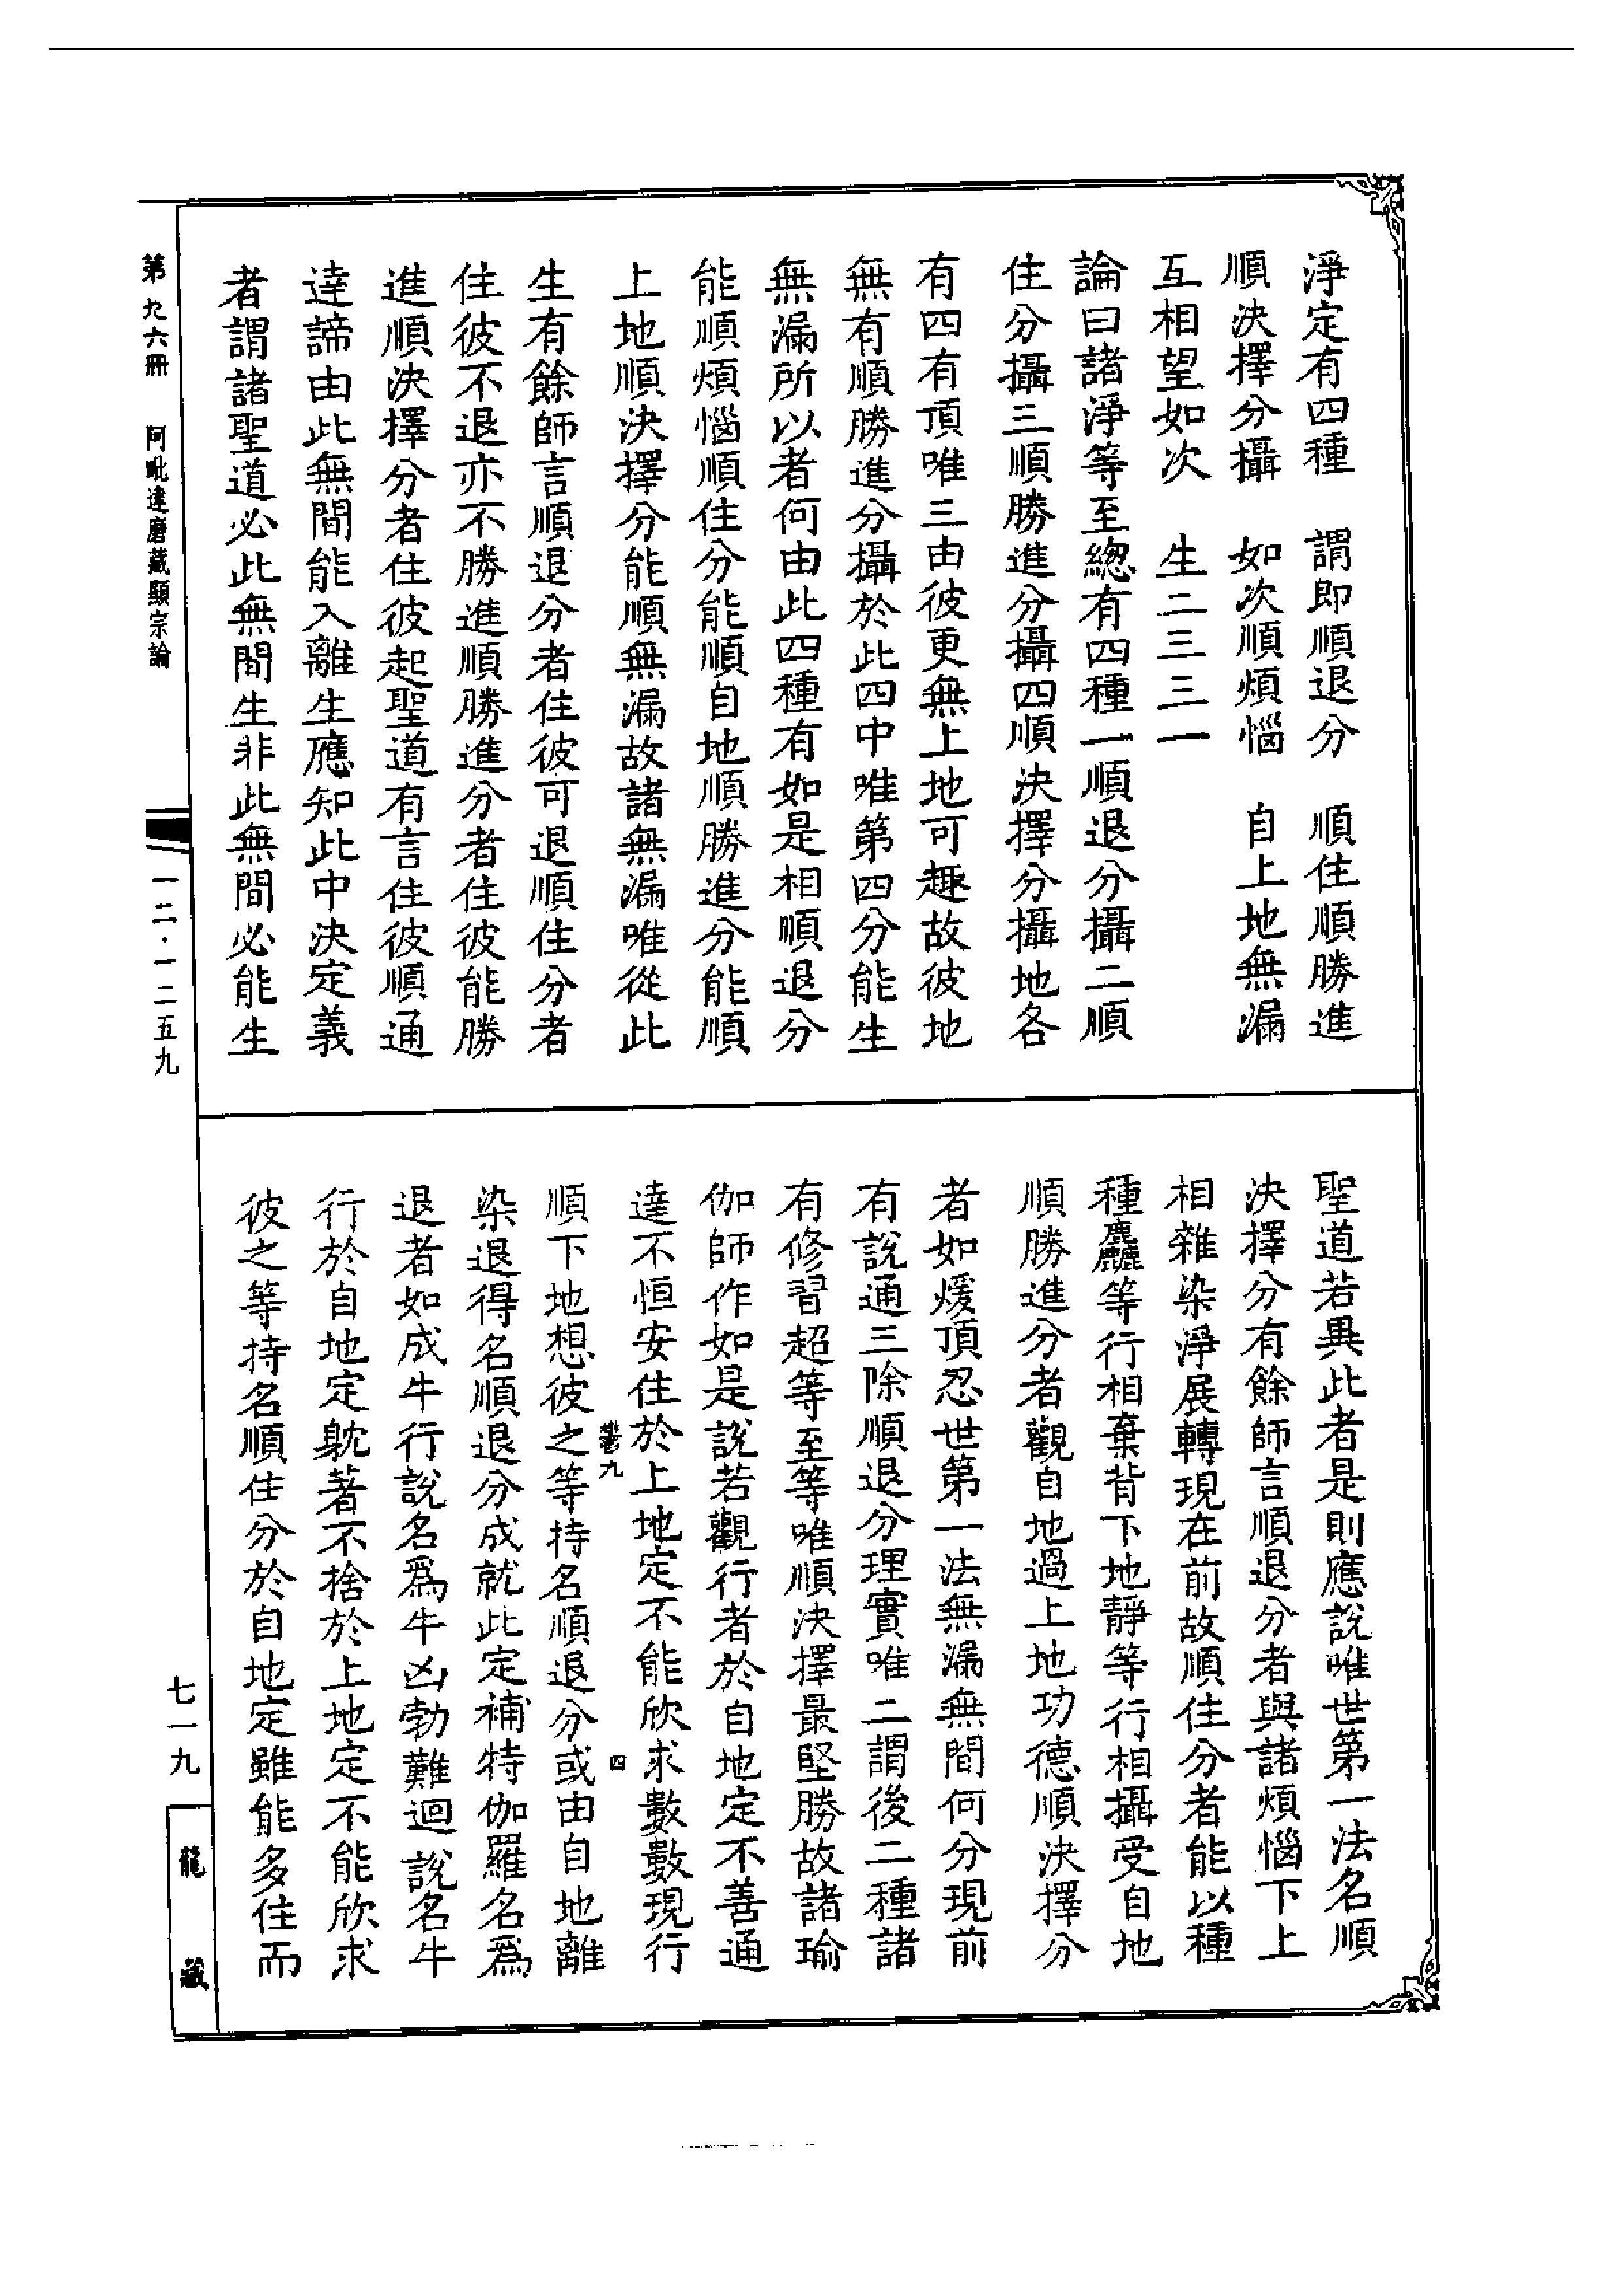 淨定有四種　謂即順退分　順住順勝進
順決擇分攝　如次順煩惱　自上地無漏
互相望如次　生二三三一
論曰諸淨等至總有四種一順退分攝二順
住分攝三順勝進分攝四順決擇分攝地各
有四有頂唯三由彼更無上地可趣故彼地
無有順勝進分攝於此四中唯第四分能生
無漏所以者何由此四種有如是相順退分
能順煩惱順住分能順自地順勝進分能順
上地順決擇分能順無漏故諸無漏唯從此
生有餘師言順退分者住彼可退順住分者
住彼不退亦不勝進順勝進分者住彼能勝
進順決擇分者住彼起聖道有言住彼順通
達諦由此無間能入離生應知此中決定義
者謂諸聖道必此無間生非此無間必能生
聖道若異此者是則應說唯世第一法名順
決擇分有餘師言順退分者與諸煩惱下上
相雜染淨展轉現在前故順住分者能以種
種麤等行相棄背下地靜等行相攝受自地
順勝進分者觀自地過上地功德順決擇分
者如煖頂忍世第一法無漏無間何分現前
有說通三除順退分理實唯二謂後二種諸
有修習超等至等唯順決擇最堅勝故諸瑜
伽師作如是說若觀行者於自地定不善通
達不恒安住於上地定不能欣求數數現行
順下地想彼之等持名順退分或由自地離
染退得名順退分成就此定補特伽羅名爲
退者如成牛行說名爲牛凶勃難迴說名牛
行於自地定躭著不捨於上地定不能欣求
彼之等持名順住分於自地定雖能多住而
九
四
第九六冊　阿毗達磨藏顯宗論
一二·一二五九
七一九
龍藏